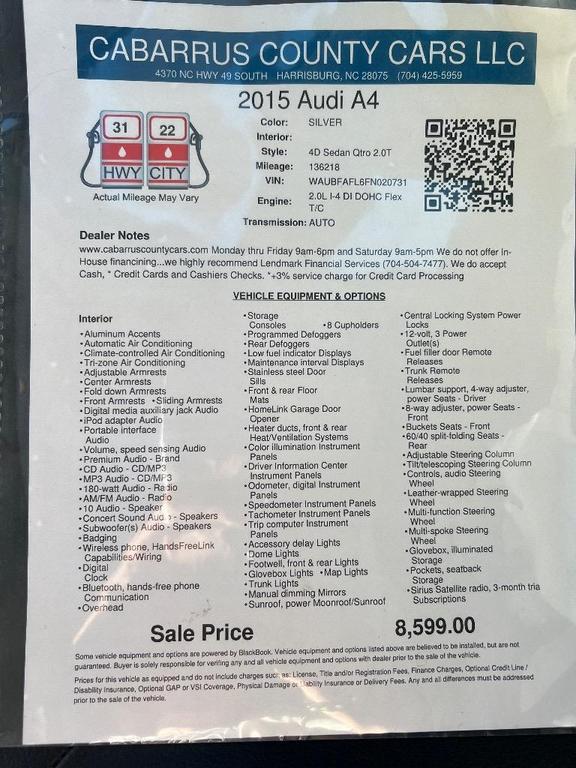 CABARRUS COUNTY CARS LLC
4370 NC HWY 49 SOUTH HARRISBURG, NC 28075 (704) 425-5959
2015 Audi A4
31 22
HWY CITY
Actual Mileage May Vary
Color: SILVER
Interior:
Style: 4D Sedan Qtro 2.0T
Mileage: 136218
VIN: WAUBFAFL6FN020731
Engine: 2.0L I-4 DI DOHC Flex
T/C
Transmission: AUTO
Dealer Notes
www.cabarruscountycars.com Monday thru Friday 9am-6pm and Saturday 9am-5pm We do not offer In-
House financining...we highly recommend Lendmark Financial Services (704-504-7477). We do accept
Cash, * Credit Cards and Cashiers Checks. *+3% service charge for Credit Card Processing
VEHICLE EQUIPMENT & OPTIONS
Interior
•Aluminum Accents
•Automatic Air Conditioning
•Climate-controlled Air Conditioning
•Tri-zone Air Conditioning
•Adjustable Armrests
•Center Armrests
•Fold down Armrests
•Front Armrests •Sliding Armrests
•Digital media auxiliary jack Audio
•iPod adapter Audio
•Portable interface
Audio
•Volume, speed sensing Audio
•Premium Audio - Brand
•CD Audio - CD/MP3
•MP3 Audio - CD/MP3
•180-watt Audio - Radio
•AM/FM Audio - Radio
•10 Audio - Speaker
•Concert Sound Audio - Speakers
•Subwoofer(s) Audio - Speakers
•Badging
•Wireless phone, HandsFreeLink
Capabilities/Wiring
•Digital
Clock
•Bluetooth, hands-free phone
Communication
•Overhead
•Storage
Consoles •8 Cupholders
•Programmed Defoggers
•Rear Defoggers
•Low fuel indicator Displays
•Maintenance interval Displays
•Stainless steel Door
Sills
•Front & rear Floor
Mats
•HomeLink Garage Door
Opener
•Heater ducts, front & rear
Heat/Ventilation Systems
•Color illumination Instrument
Panels
•Driver Information Center
Instrument Panels
•Odometer, digital Instrument
Panels
•Speedometer Instrument Panels
•Tachometer Instrument Panels
•Trip computer Instrument
Panels
•Accessory delay Lights
•Dome Lights
•Footwell, front & rear Lights
•Glovebox Lights •Map Lights
•Trunk Lights
•Manual dimming Mirrors
•Sunroof, power Moonroof/Sunroof
•Central Locking System Power
Locks
•12-volt, 3 Power
Outlet(s)
•Fuel filler door Remote
Releases
•Trunk Remote
Releases
•Lumbar support, 4-way adjuster,
power Seats - Driver
•8-way adjuster, power Seats -
Front
•Buckets Seats - Front
•60/40 split-folding Seats -
Rear
•Adjustable Steering Column
•Tilt/telescoping Steering Column
•Controls, audio Steering
Wheel
•Leather-wrapped Steering
Wheel
•Multi-function Steering
Wheel
•Multi-spoke Steering
Wheel
•Glovebox, illuminated
Storage
•Pockets, seatback
Storage
•Sirius Satellite radio, 3-month tria
Subscriptions
Sale Price 8,599.00
Some vehicle equipment and options are powered by BlackBook. Vehicle equipment and options listed above are believed to be installed, but are not
guaranteed. Buyer is solely responsible for verifing any and all vehicle equipment and options with dealer prior to the sale of the vehicle.
Prices for this vehicle as equipped and do not include charges such as: License, Title and/or Registration Fees, Finance Charges, Optional Credit Line /
Disability Insurance, Optional GAP or VSI Coverage, Physical Damage or Liability Insurance or Delivery Fees. Any and all differences must be addressed
prior to the sale of the vehicle.